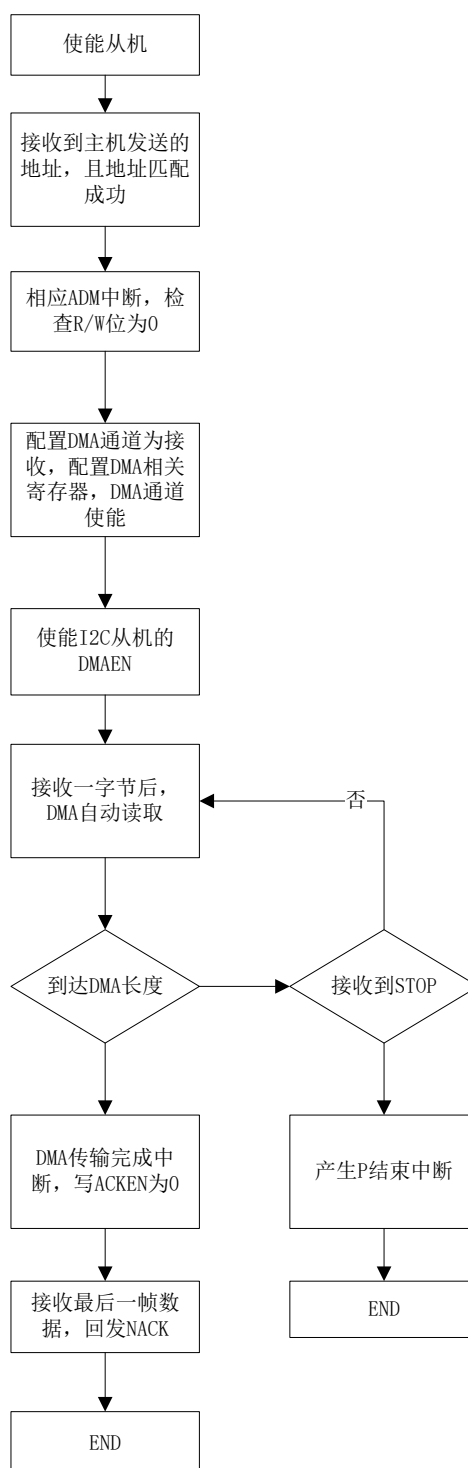 使能从机
接收到主机发送的
地址，且地址匹配
成功
相应ADM中断，检
查R/W位为0
配置DMA通道为接
收，配置DMA相关
寄存器，DMA通道
使能
使能I2C从机的
DMAEN
接收一字节后，
DMA自动读取
否
到达DMA长度
接收到STOP
DMA传输完成中
断，写ACKEN为0
产生P结束中断
接收最后一帧数
据，回发NACK
END
END